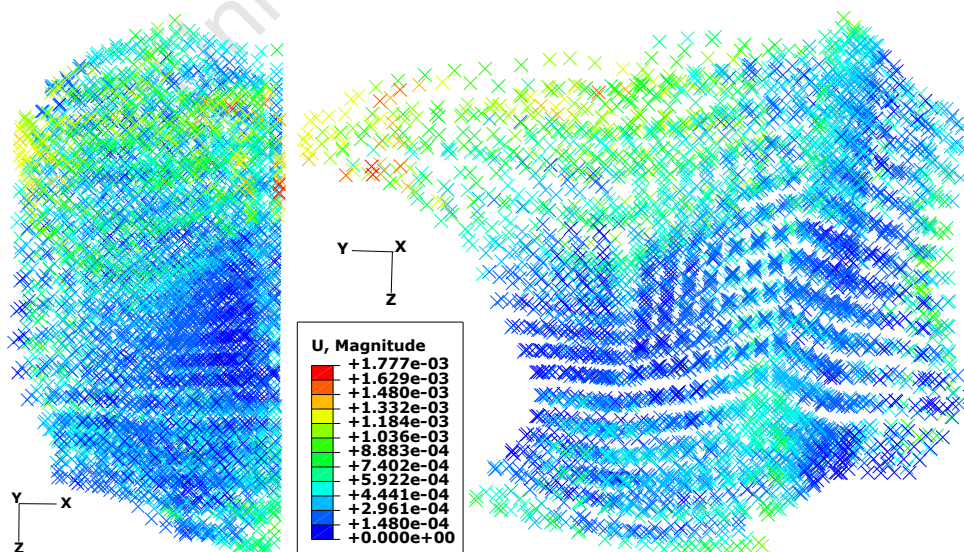 Y
X
Z
U, Magnitude
+1.777e-03
+1.629e-03
+1.480e-03
+1.332e-03
+1.184e-03
+1.036e-03
+8.883e-04
+7.402e-04
+5.922e-04
+4.441e-04
+2.961e-04
+1.480e-04
+0.000e+00
Y
X
Z